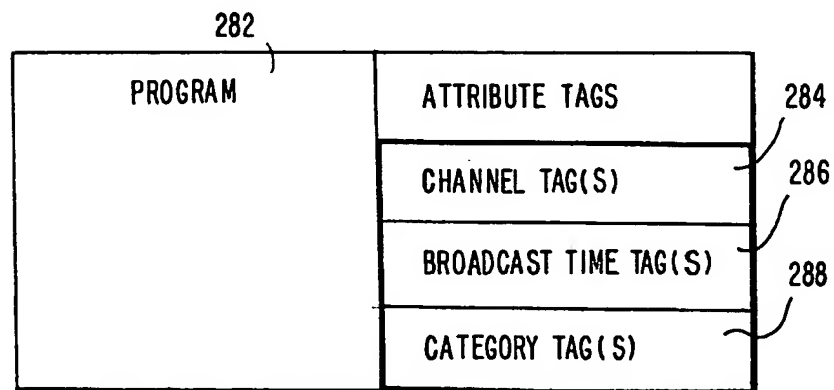 282
PROGRAM
ATTRIBUTE TAGS
284
CHANNEL TAG(S)
286
BROADCAST TIME TAG(S)
288
CATEGORY TAG(S)